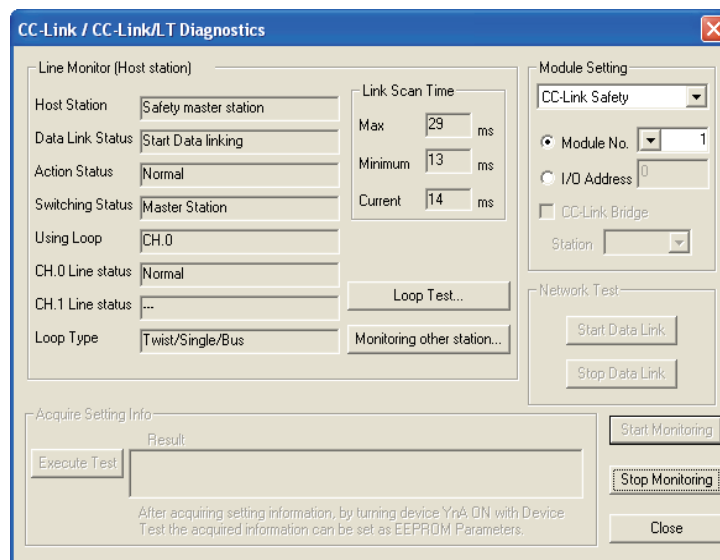 CC-Link / CC-Link/LT Diagnostics
Line Monitor (Host station)
Host Station Safety master station
Data Link Status Start Data linking
Action Status Normal
Switching Status Master Station
Using Loop CH.0
CH.0 Line status Normal
CH.1 Line status ---
Loop Type Twist/Single/Bus
Link Scan Time
Max 29 ms
Minimum 13 ms
Current 14 ms
Loop Test...
Monitoring other station...
Module Setting
CC-Link Safety
Module No. 1
I/O Address 0
CC-Link Bridge
Station
Network Test
Start Data Link
Stop Data Link
Acquire Setting Info
Result
Execute Test
After acquiring setting information, by turning device YnA ON with Device
Test the acquired information can be set as EEPROM Parameters.
Start Monitoring
Stop Monitoring
Close